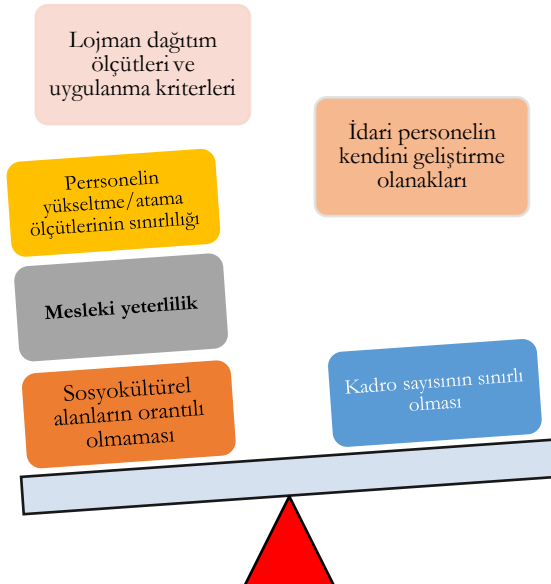 Lojman dağıtım
ölçütleri ve
uygulanma kriterleri
İdari personelin
kendini geliştirme
olanakları
Perrsonelin
yükseltme/atama
ölçütlerinin sınırlılığı
Mesleki yeterlilik
Sosyokültürel
alanların orantılı
olmaması
Kadro sayısının sınırlı
olması